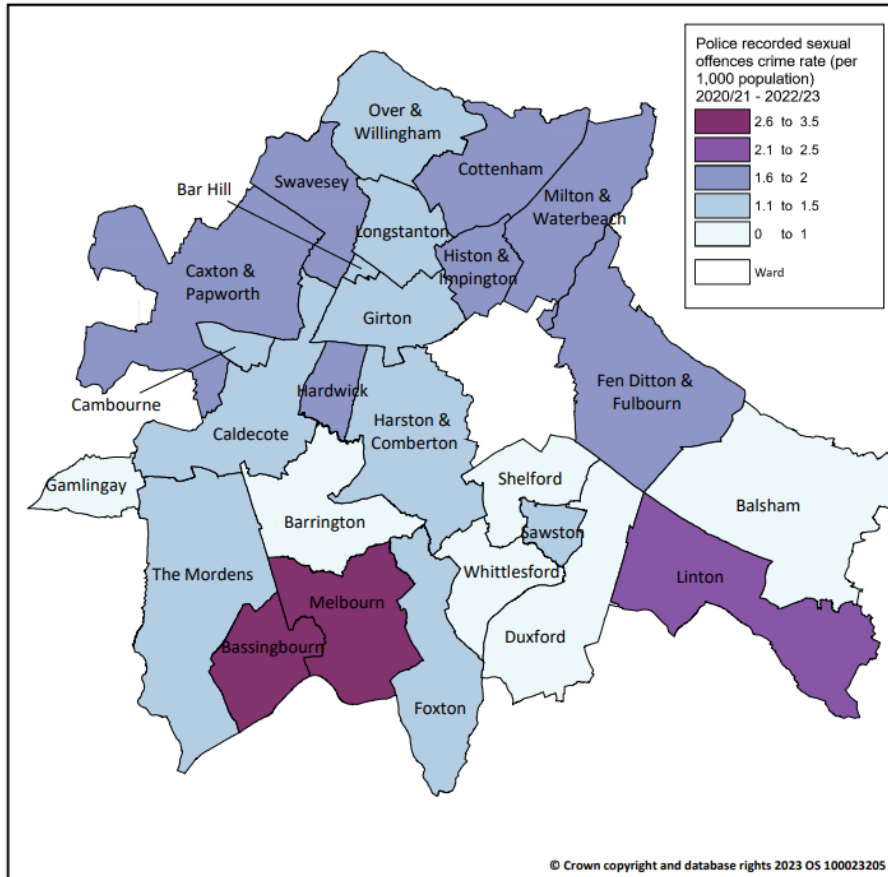 Police recorded sexual
offences crime rate (per
1,000 population)
2020/21 - 2022/23
2.6 to 3.5
2.1 to 2.5
1.6 to 2
1.1 to 1.5
0 to 1
Ward
Over &
Willingham
Cottenham
Bar Hill
Swavesey
Milton &
Waterbeach
Longstanton
Histon &
Impington
Caxton &
Papworth
Girton
Fen Ditton &
Fulbourn
Hardwick
Cambourne
Harston &
Comberton
Caldecote
Shelford
Gamlingay
Balsham
Barrington
Sawston
The Mordens
Whittlesford
Linton
Melbourn
Bassingbourn
Duxford
Foxton
© Crown copyright and database rights 2023 OS 100023205